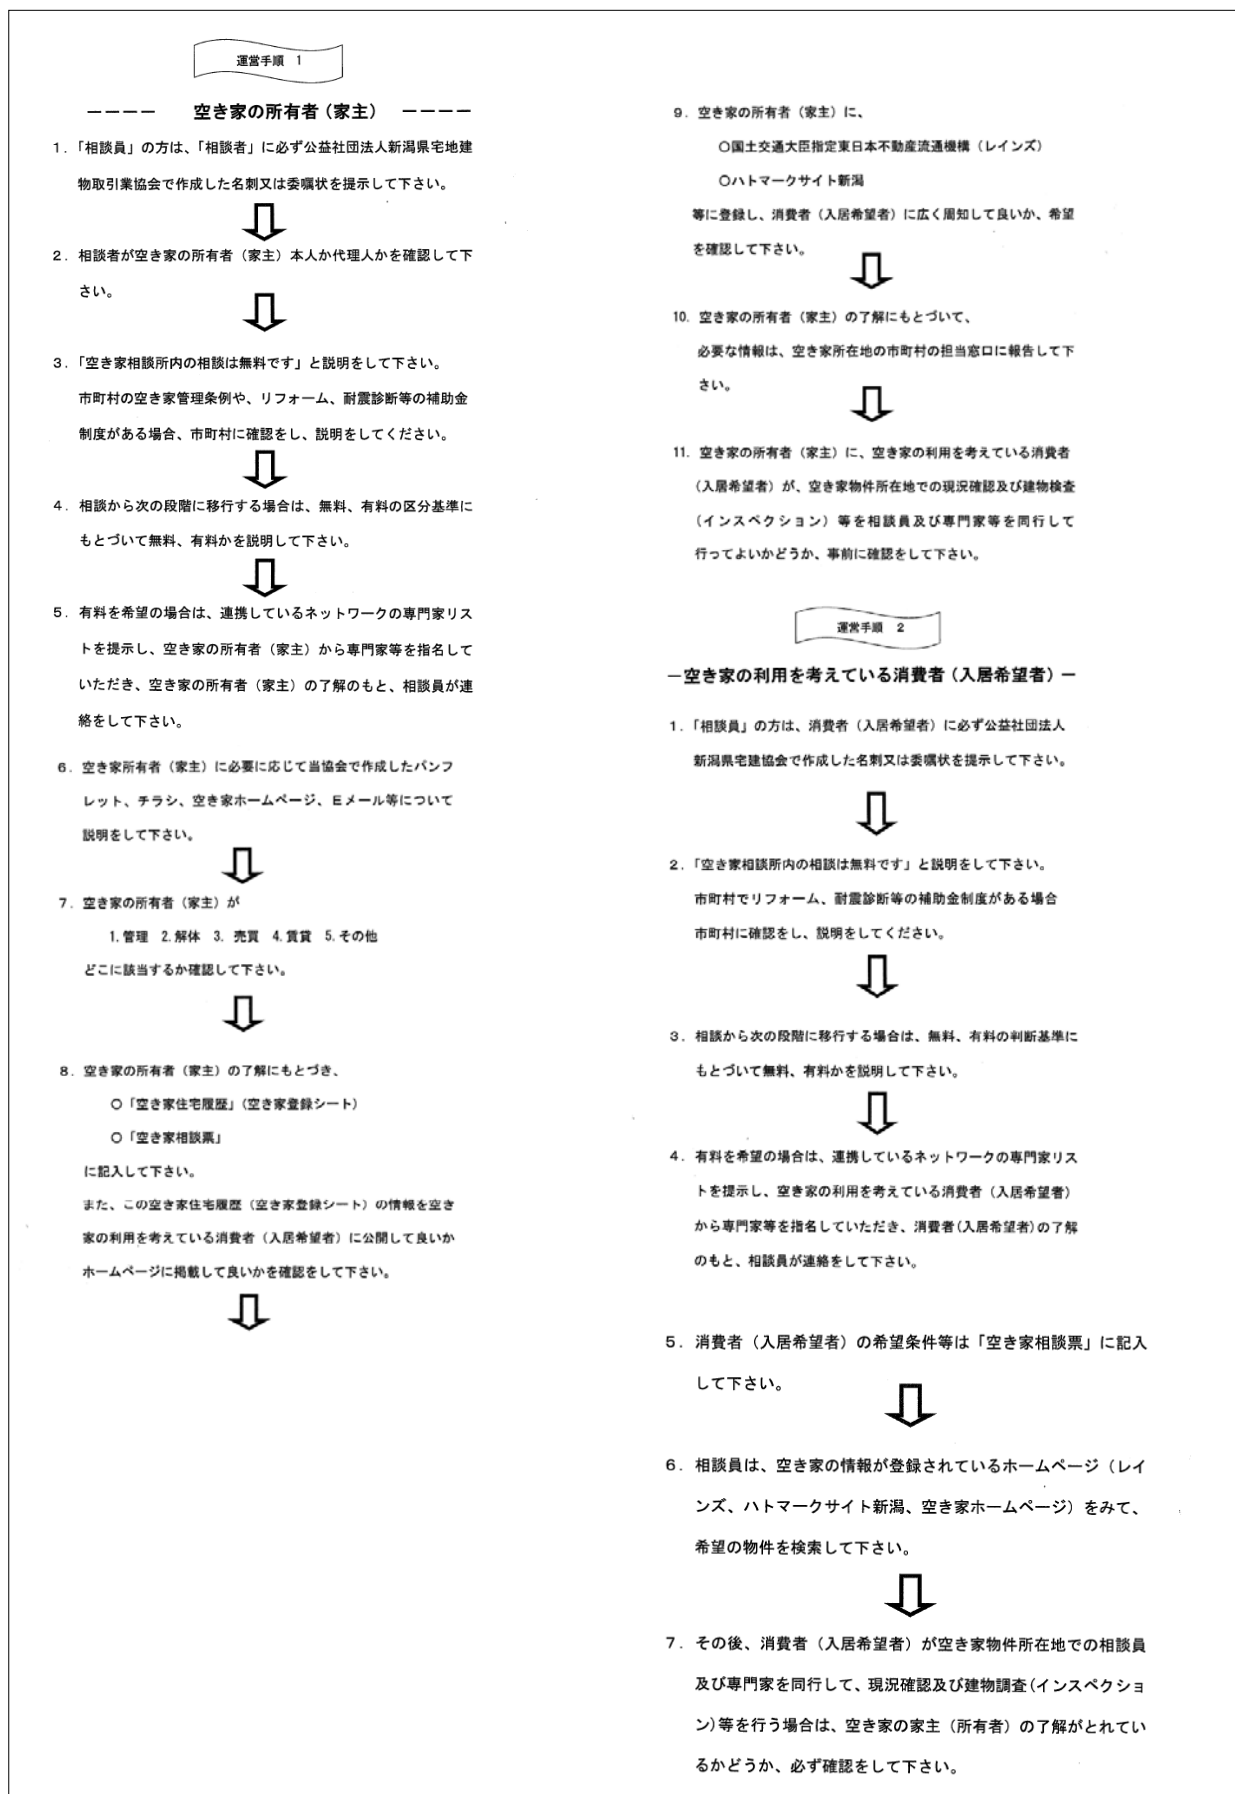 運営手順 1
―――― 空き家の所有者（家主） ――――
1．「相談員」の方は、「相談者」に必ず公益社団法人新潟県宅地建
物取引業協会で作成した名刺又は委嘱状を提示して下さい。
2．相談者が空き家の所有者（家主）本人か代理人かを確認して下
さい。
3．「空き家相談所内の相談は無料です」と説明をして下さい。
市町村の空き家管理条例や、リフォーム、耐震診断等の補助金
制度がある場合、市町村に確認をし、説明をしてください。
4．相談から次の段階に移行する場合は、無料、有料の区分基準に
もとづいて無料、有料かを説明して下さい。
5．有料を希望の場合は、連携しているネットワークの専門家リス
トを提示し、空き家の所有者（家主）から専門家等を指名して
いただき、空き家の所有者（家主）の了解のもと、相談員が連
絡をして下さい。
6．空き家所有者（家主）に必要に応じて当協会で作成したパンフ
レット、チラシ、空き家ホームページ、Ｅメール等について
説明をして下さい。
7．空き家の所有者（家主）が
1.管理 2.解体 3. 売買 4.賃貸 5.その他
どこに該当するか確認して下さい。
8．空き家の所有者（家主）の了解にもとづき、
○「空き家住宅履歴」（空き家登録シート）
○「空き家相談票」
に記入して下さい。
また、この空き家住宅履歴（空き家登録シート）の情報を空き
家の利用を考えている消費者（入居希望者）に公開して良いか
ホームページに掲載して良いかを確認をして下さい。
9．空き家の所有者（家主）に、
○国土交通大臣指定東日本不動産流通機構（レインズ）
○ハトマークサイト新潟
等に登録し、消費者（入居希望者）に広く周知して良いか、希望
を確認して下さい。
10．空き家の所有者（家主）の了解にもとづいて、
必要な情報は、空き家所在地の市町村の担当窓口に報告して下
さい。
11．空き家の所有者（家主）に、空き家の利用を考えている消費者
（入居希望者）が、空き家物件所在地での現況確認及び建物検査
（インスペクション）等を相談員及び専門家等を同行して
行ってよいかどうか、事前に確認をして下さい。
運営手順 2
―空き家の利用を考えている消費者（入居希望者）―
1．「相談員」の方は、消費者（入居希望者）に必ず公益社団法人
新潟県宅建協会で作成した名刺又は委嘱状を提示して下さい。
2．「空き家相談所内の相談は無料です」と説明をして下さい。
市町村でリフォーム、耐震診断等の補助金制度がある場合
市町村に確認をし、説明をしてください。
3．相談から次の段階に移行する場合は、無料、有料の判断基準に
もとづいて無料、有料かを説明して下さい。
4．有料を希望の場合は、連携しているネットワークの専門家リス
トを提示し、空き家の利用を考えている消費者（入居希望者）
から専門家等を指名していただき、消費者(入居希望者)の了解
のもと、相談員が連絡をして下さい。
5．消費者（入居希望者）の希望条件等は「空き家相談票」に記入
して下さい。
6．相談員は、空き家の情報が登録されているホームページ（レイ
ンズ、ハトマークサイト新潟、空き家ホームページ）をみて、
希望の物件を検索して下さい。
7．その後、消費者（入居希望者）が空き家物件所在地での相談員
及び専門家を同行して、現況確認及び建物調査(インスペクショ
ン)等を行う場合は、空き家の家主（所有者）の了解がとれてい
るかどうか、必ず確認をして下さい。